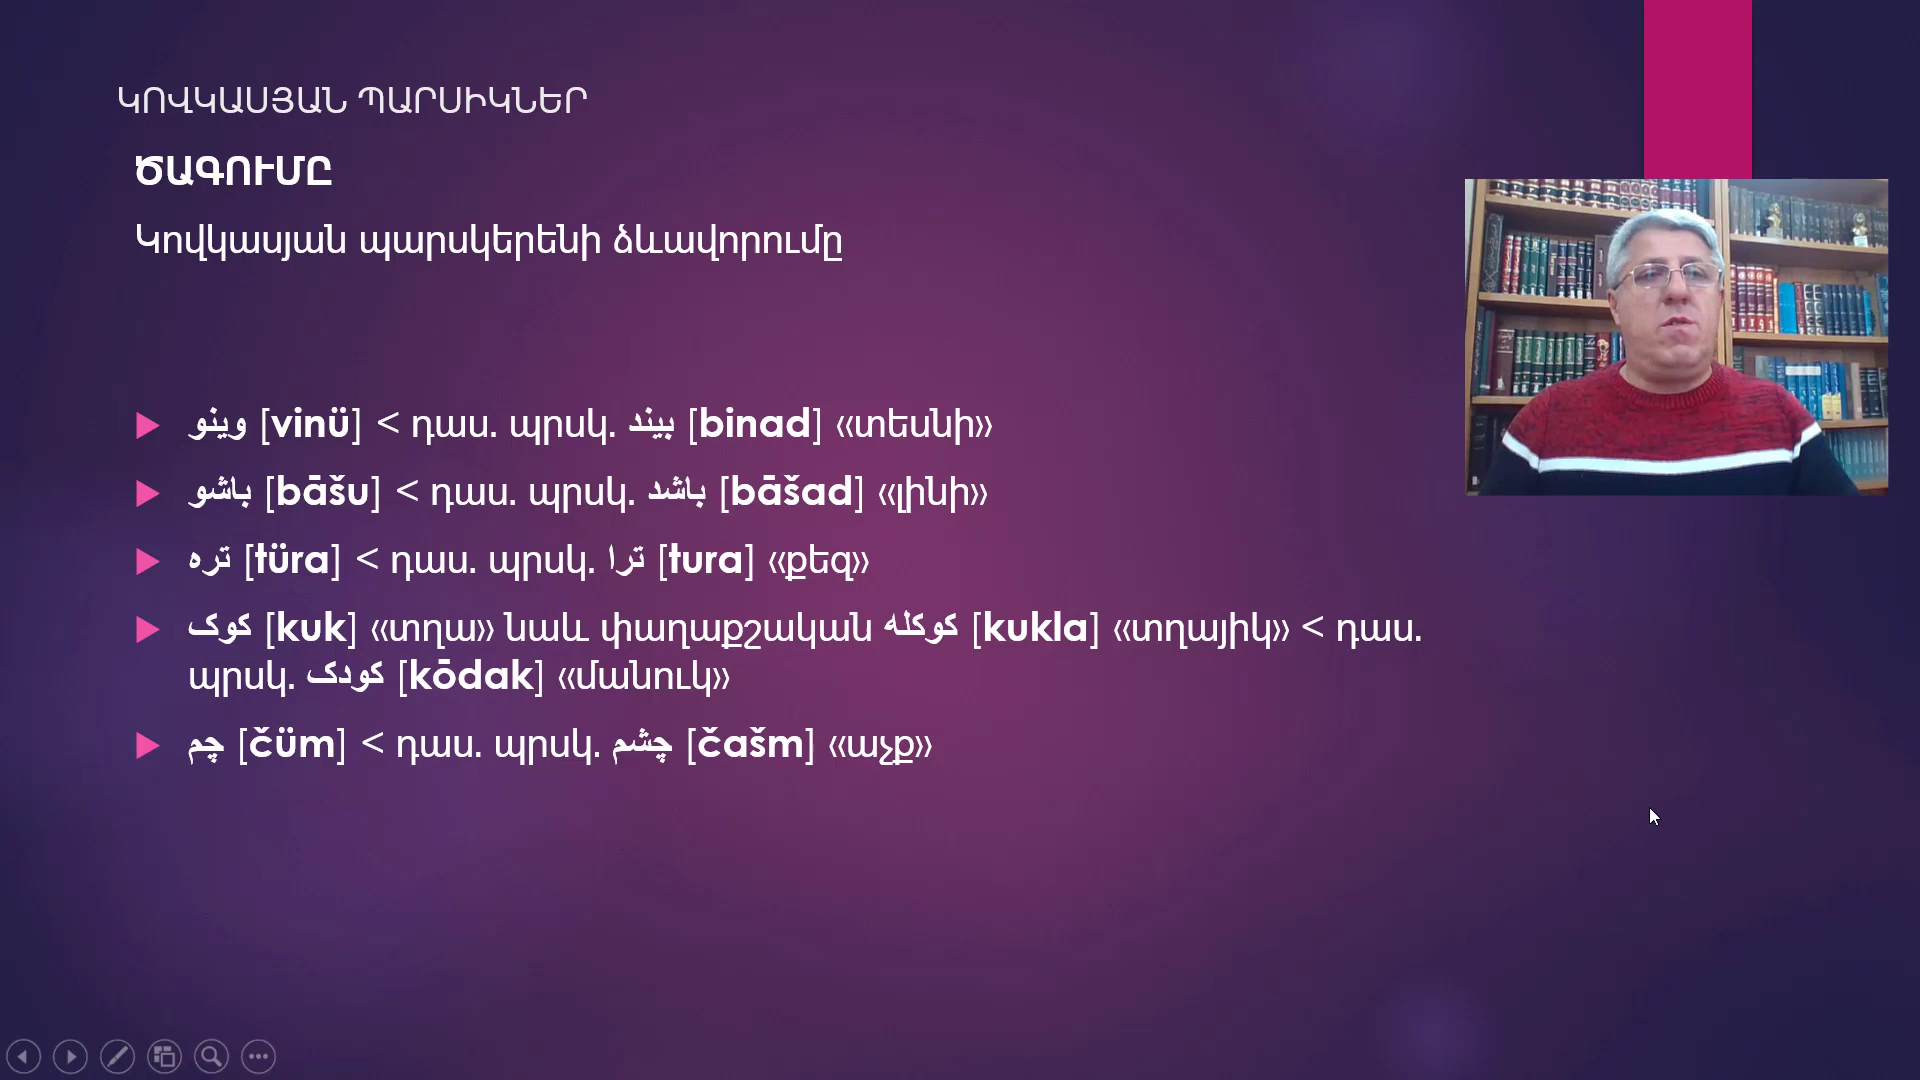 ԿՈՎԿԱՍՅԱՆ ՊԱՐՍԻԿՆԵՐ
ԾԱԳՈՒՄԸ
Կովկասյան պարսկերենի ձևավորումը
وینو [vinü] < դաս. պրսկ. بیند [binad] «տեսնի»
باشو [bāšu] < դաս. պրսկ. باشد [bāšad] «լինի»
تره [türa] < դաս. պրսկ. ترا [tura] «քեզ»
کوک [kuk] «տղա» նաև փաղաքշական کوکله [kukla] «տղայիկ» < դաս.
պրսկ. کودک [kōdak] «մանուկ»
چم [čüm] < դաս. պրսկ. چشم [čašm] «աչք»